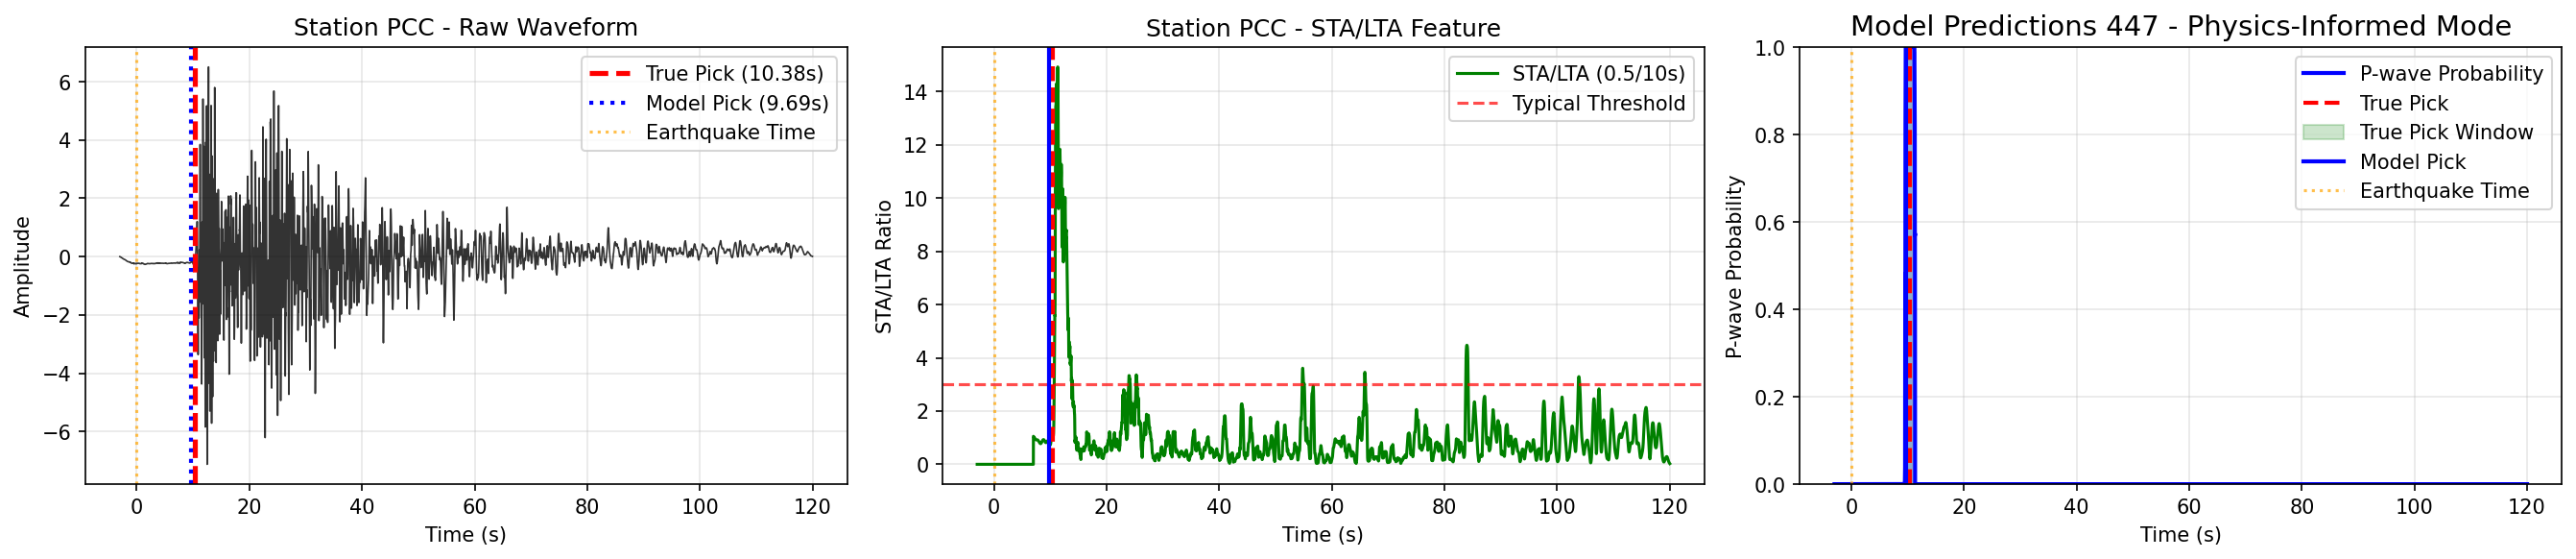 Station PCC - Raw Waveform
Amplitude
6
4
2
0
−2
−4
−6
True Pick (10.38s)
Model Pick (9.69s)
Earthquake Time
0
20
40
60
80
100
120
Time (s)
Station PCC - STA/LTA Feature
STA/LTA Ratio
14
12
10
8
6
4
2
0
STA/LTA (0.5/10s)
Typical Threshold
0
20
40
60
80
100
120
Time (s)
Model Predictions 447 - Physics-Informed Mode
P-wave Probability
1.0
0.8
0.6
0.4
0.2
0.0
P-wave Probability
True Pick
True Pick Window
Model Pick
Earthquake Time
0
20
40
60
80
100
120
Time (s)